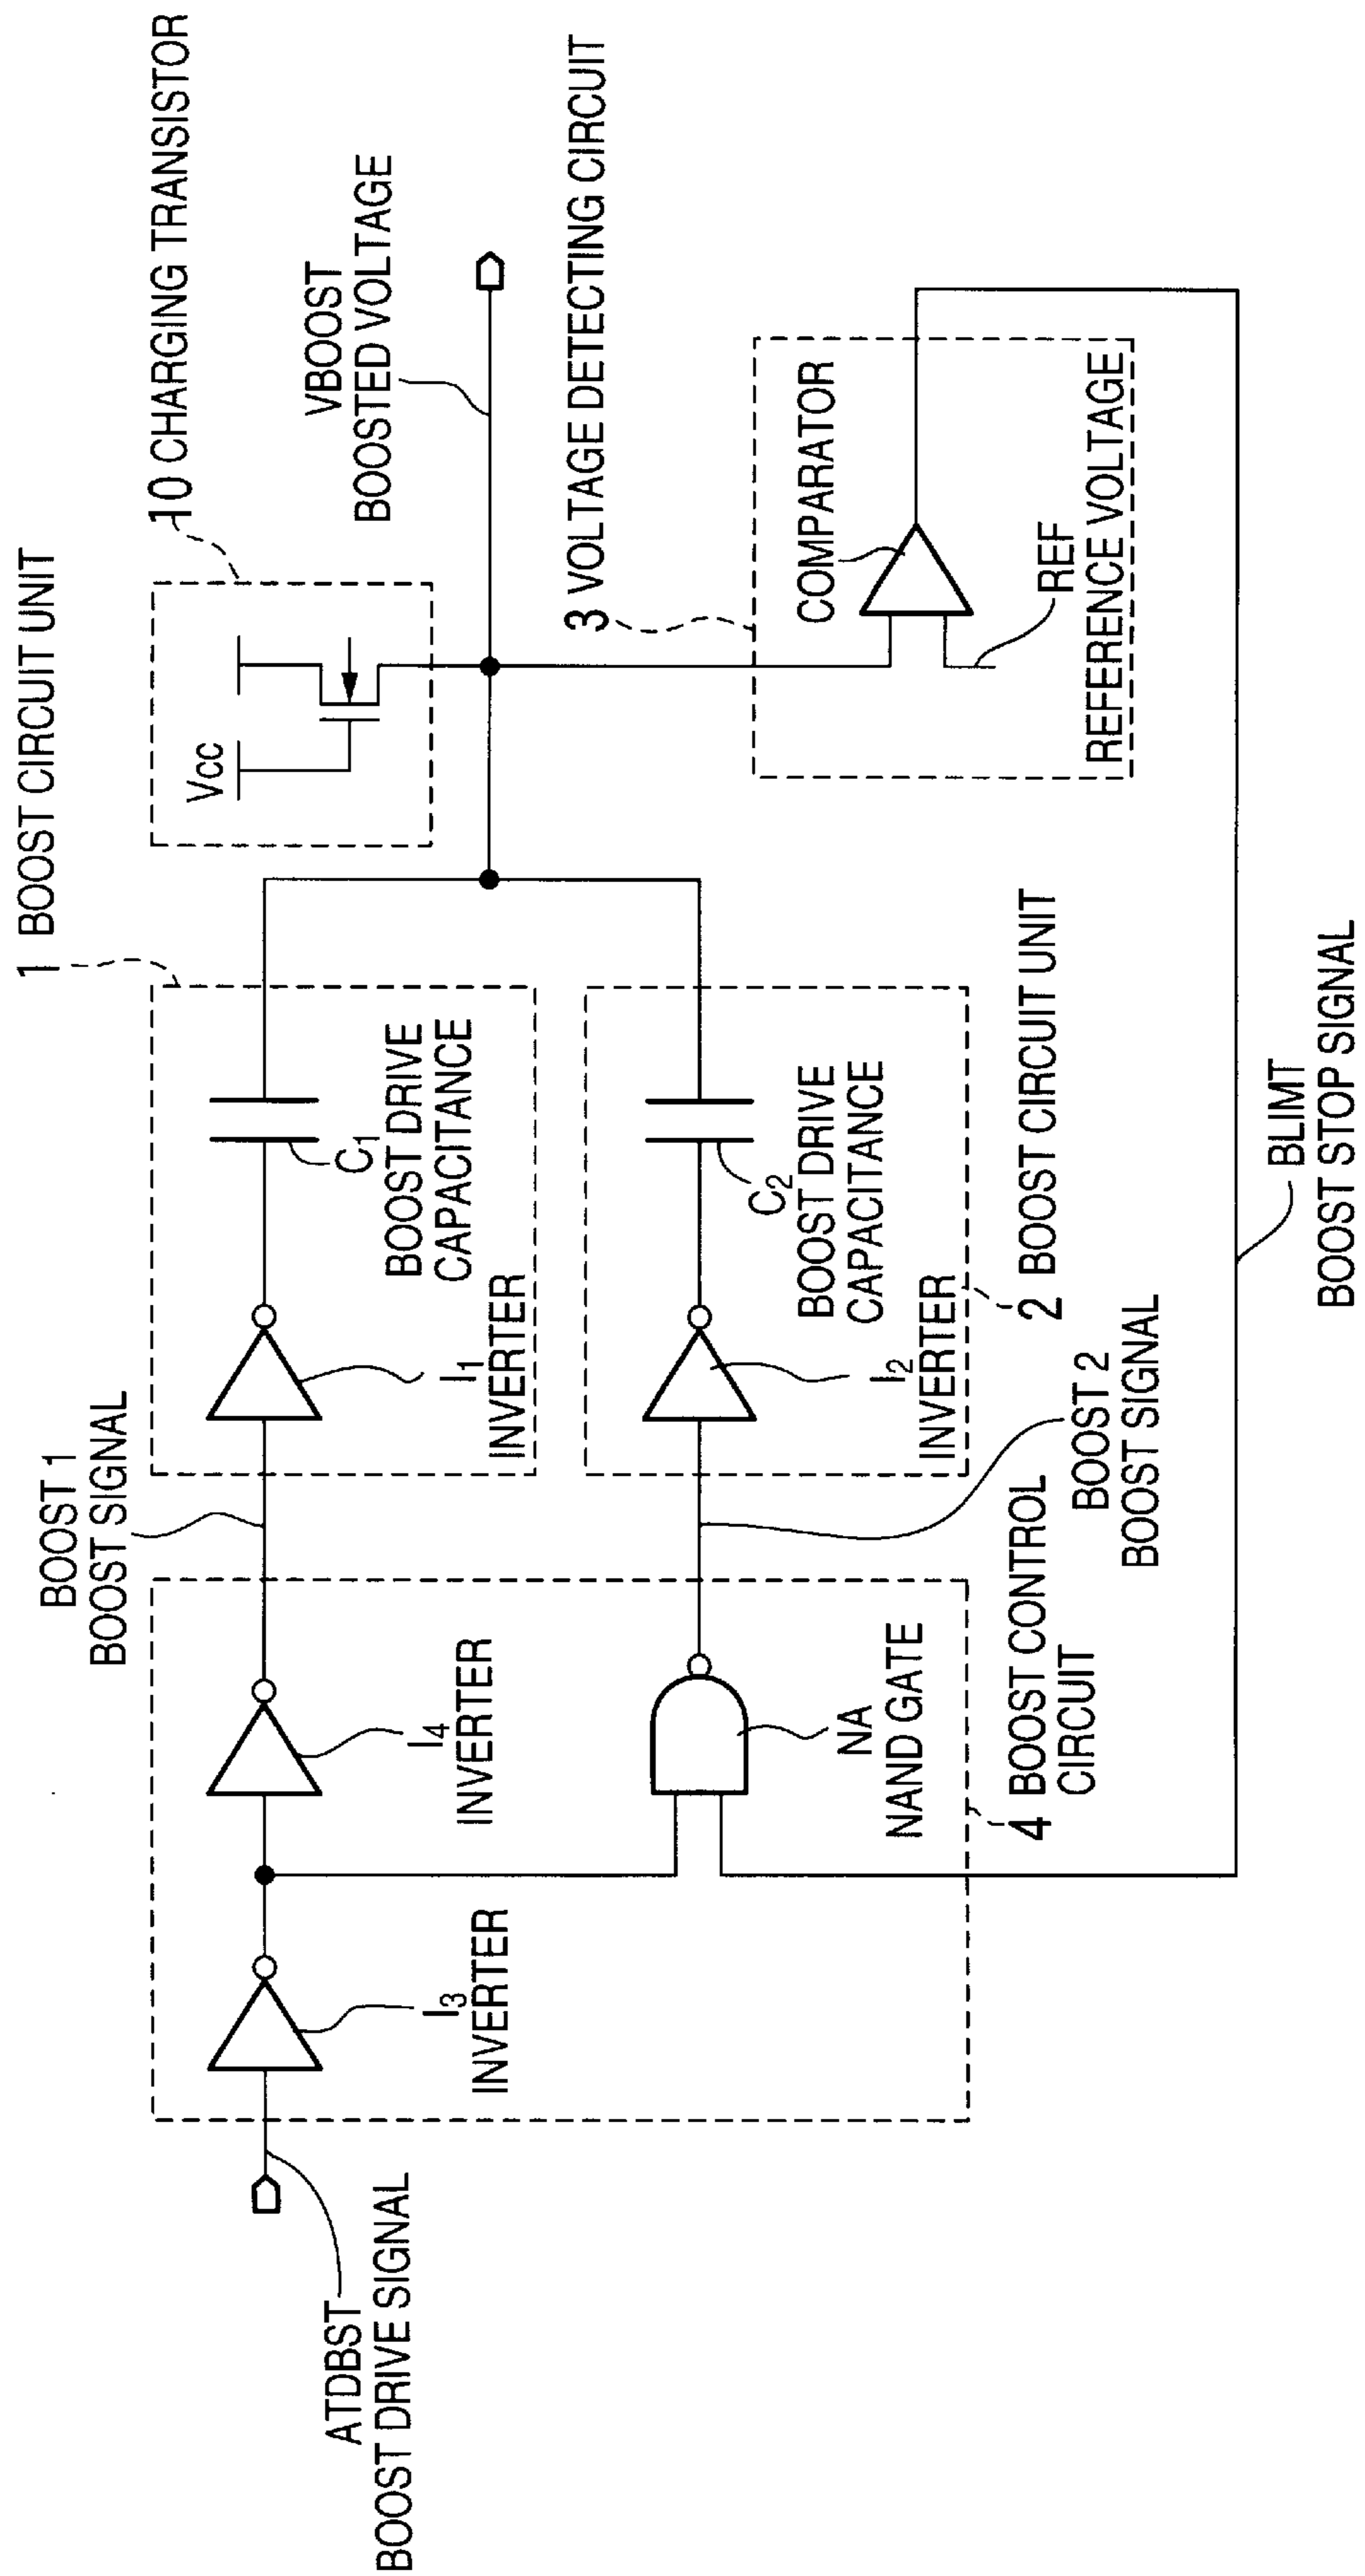 1 BOOST CIRCUIT UNIT
10 CHARGING TRANSISTOR
Vcc
BOOST 1
BOOST SIGNAL
VBOOST
BOOSTED VOLTAGE
C1
BOOST DRIVE
CAPACITANCE
I1
INVERTER
I4
INVERTER
I3
INVERTER
ATDBST
BOOST DRIVE SIGNAL
3 VOLTAGE DETECTING CIRCUIT
COMPARATOR
REF
REFERENCE VOLTAGE
C2
BOOST DRIVE
CAPACITANCE
I2
INVERTER
2 BOOST CIRCUIT UNIT
NA
NAND GATE
BOOST 2
BOOST SIGNAL
4 BOOST CONTROL
CIRCUIT
BLIMT
BOOST STOP SIGNAL